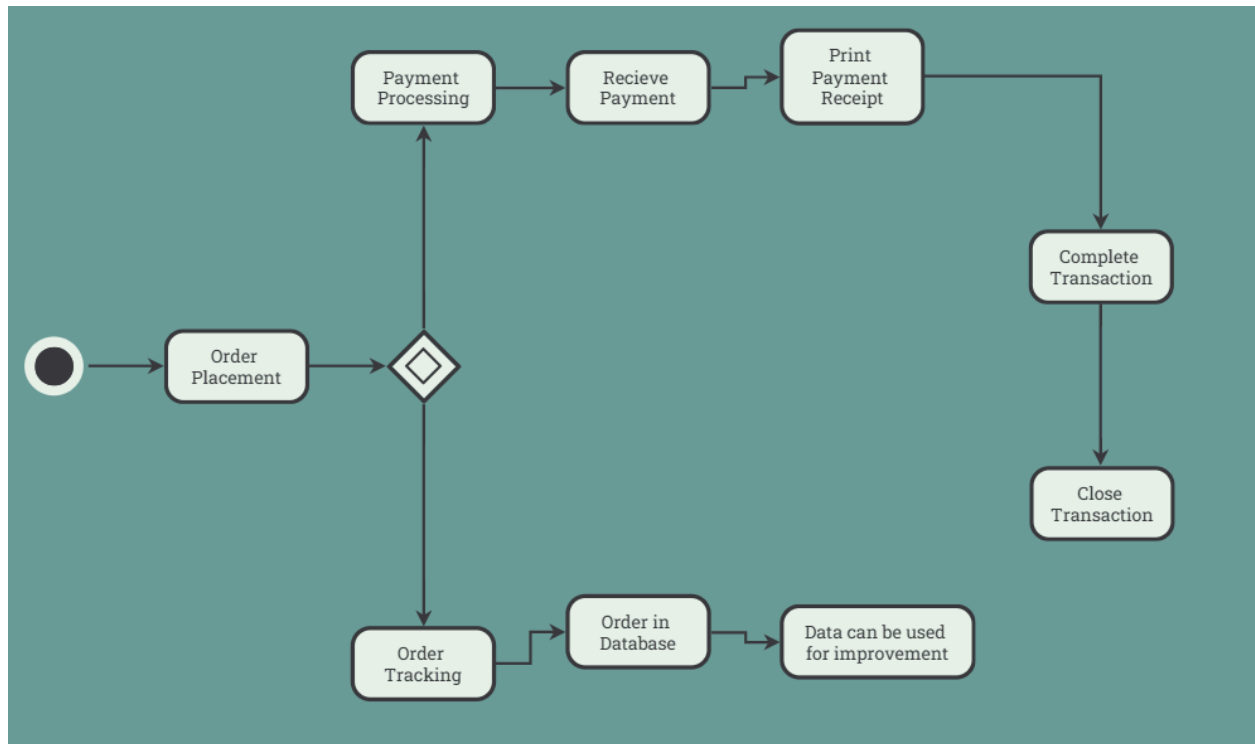 Payment
Processing
Recieve
Payment
Print
Payment
Receipt
Complete
Transaction
Order
Placement
Close
Transaction
Order
Tracking
Order in
Database
Data can be used
for improvement